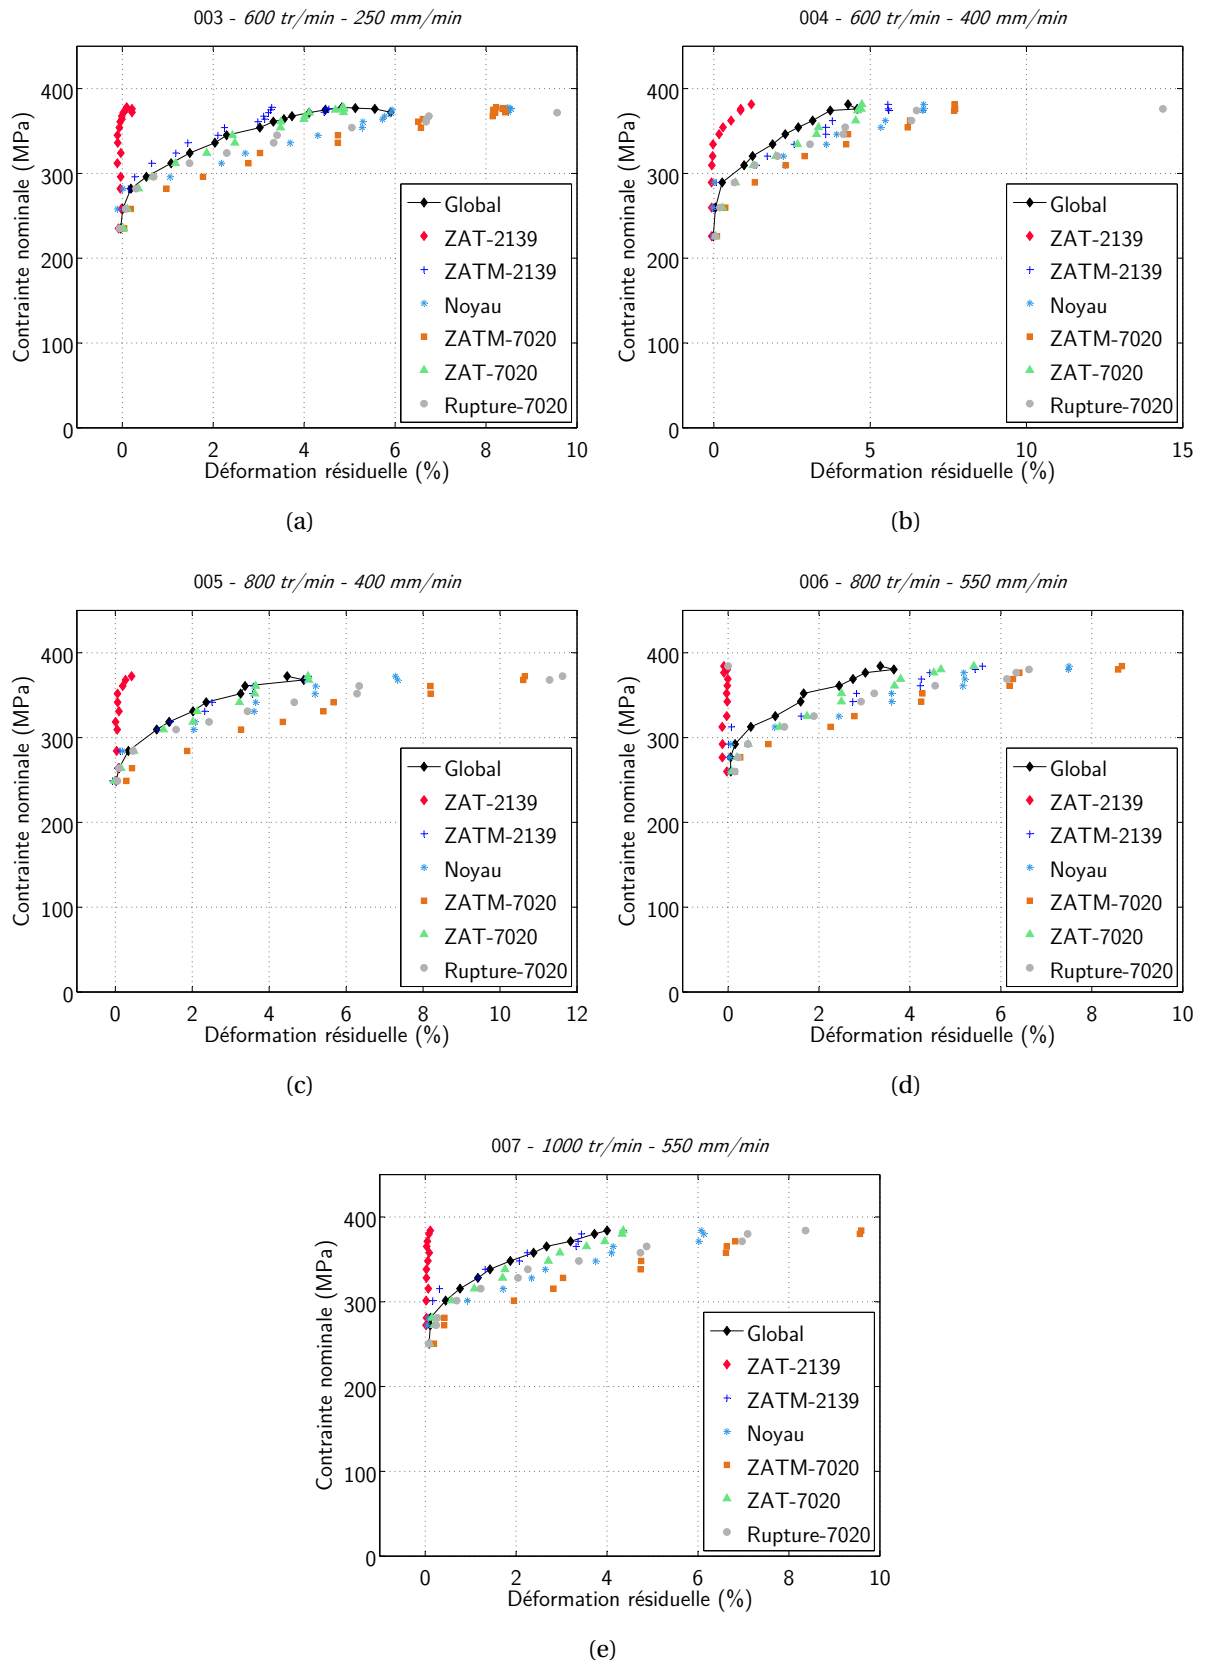 003 - 600 tr/min - 250 mm/min
Contrainte nominale (MPa)
400
300
200
100
0
0 2 4 6 8 10
Déformation résiduelle (%)
Global
ZAT-2139
ZATM-2139
Noyau
ZATM-7020
ZAT-7020
Rupture-7020
(a)
004 - 600 tr/min - 400 mm/min
Contrainte nominale (MPa)
400
300
200
100
0
0 5 10 15
Déformation résiduelle (%)
Global
ZAT-2139
ZATM-2139
Noyau
ZATM-7020
ZAT-7020
Rupture-7020
(b)
005 - 800 tr/min - 400 mm/min
Contrainte nominale (MPa)
400
300
200
100
0
0 2 4 6 8 10 12
Déformation résiduelle (%)
Global
ZAT-2139
ZATM-2139
Noyau
ZATM-7020
ZAT-7020
Rupture-7020
(c)
006 - 800 tr/min - 550 mm/min
Contrainte nominale (MPa)
400
300
200
100
0
0 2 4 6 8 10
Déformation résiduelle (%)
Global
ZAT-2139
ZATM-2139
Noyau
ZATM-7020
ZAT-7020
Rupture-7020
(d)
007 - 1000 tr/min - 550 mm/min
Contrainte nominale (MPa)
400
300
200
100
0
0 2 4 6 8 10
Déformation résiduelle (%)
Global
ZAT-2139
ZATM-2139
Noyau
ZATM-7020
ZAT-7020
Rupture-7020
(e)